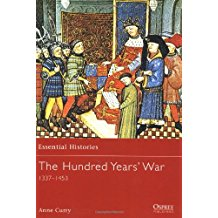 Essential Histories
The Hundred Years' War
1337–1453
Anne Curry
OSPREY
PUBLISHING